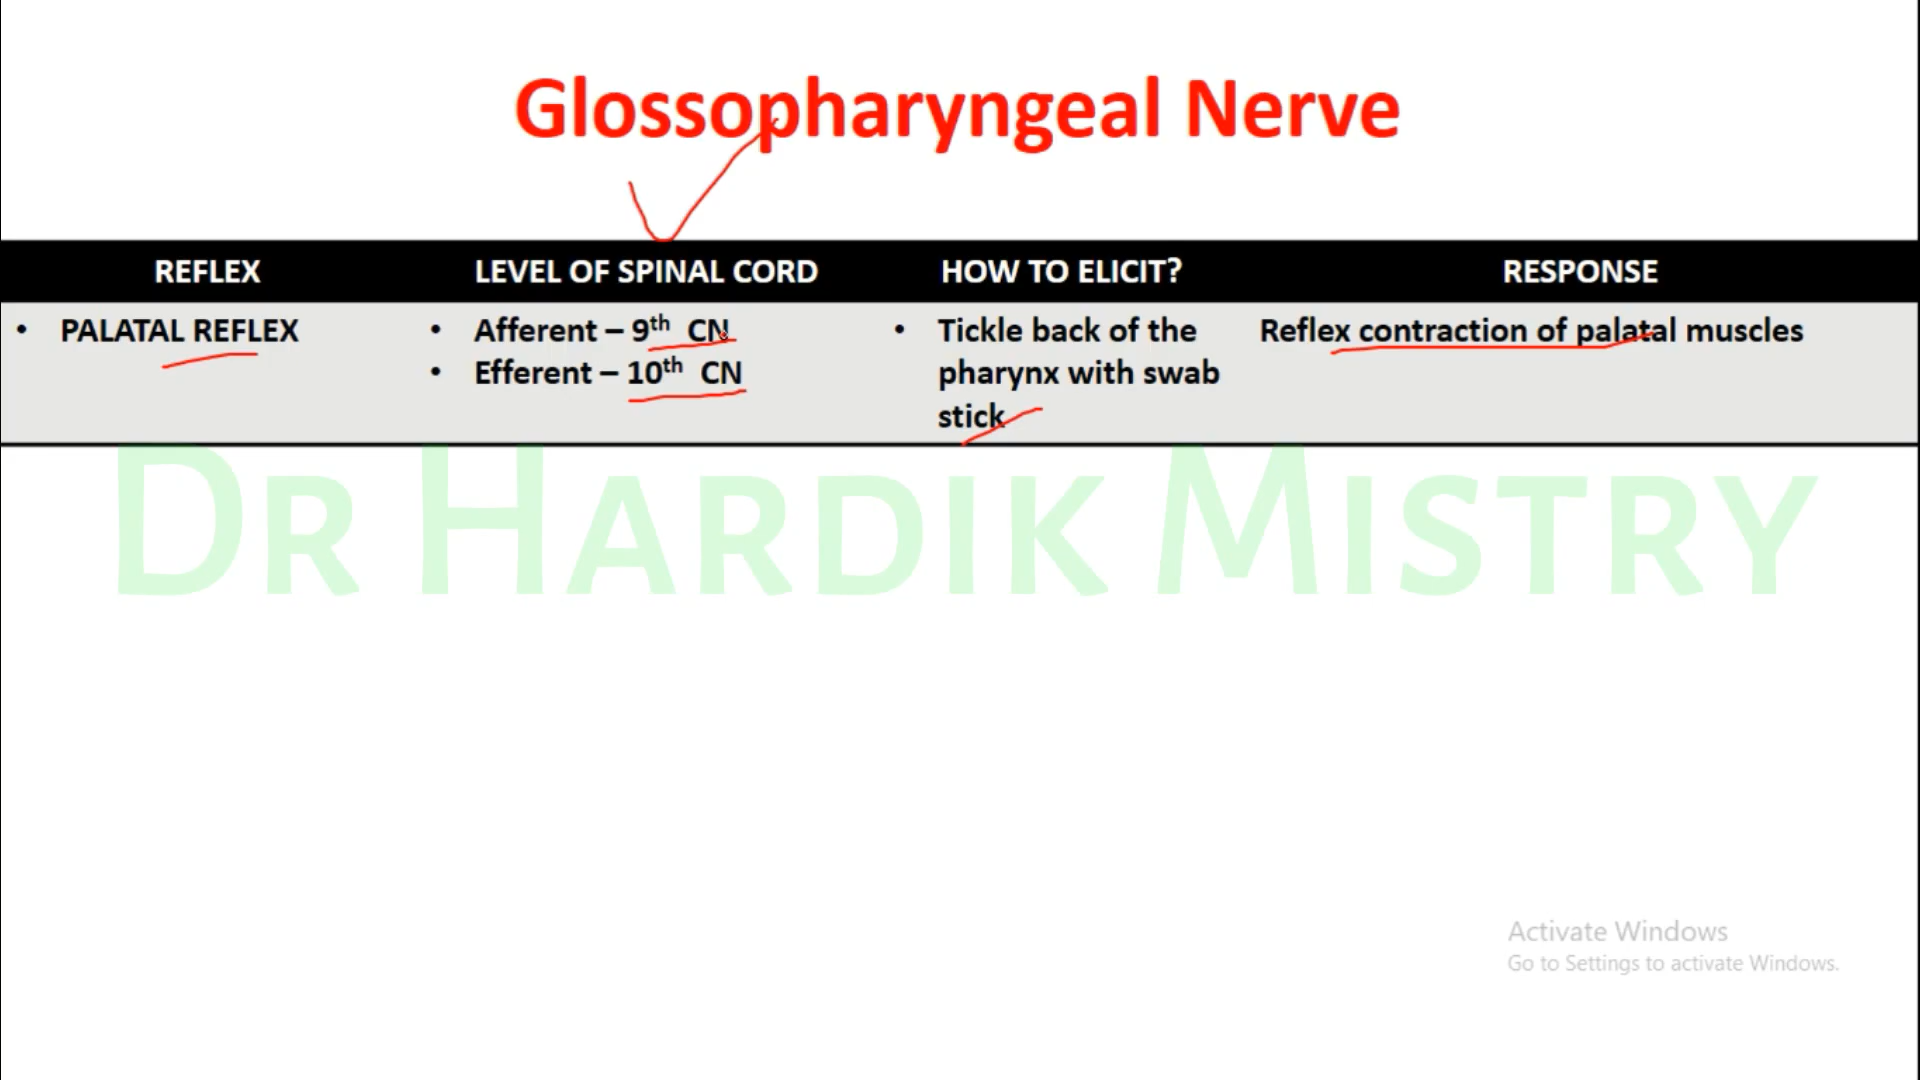 Glossopharyngeal Nerve
REFLEX LEVEL OF SPINAL CORD HOW TO ELICIT? RESPONSE
• PALATAL REFLEX
• Afferent – 9th CN
• Efferent – 10th CN
• Tickle back of the
pharynx with swab
stick
Reflex contraction of palatal muscles
DR HARDIK MISTRY
Activate Windows
Go to Settings to activate Windows.